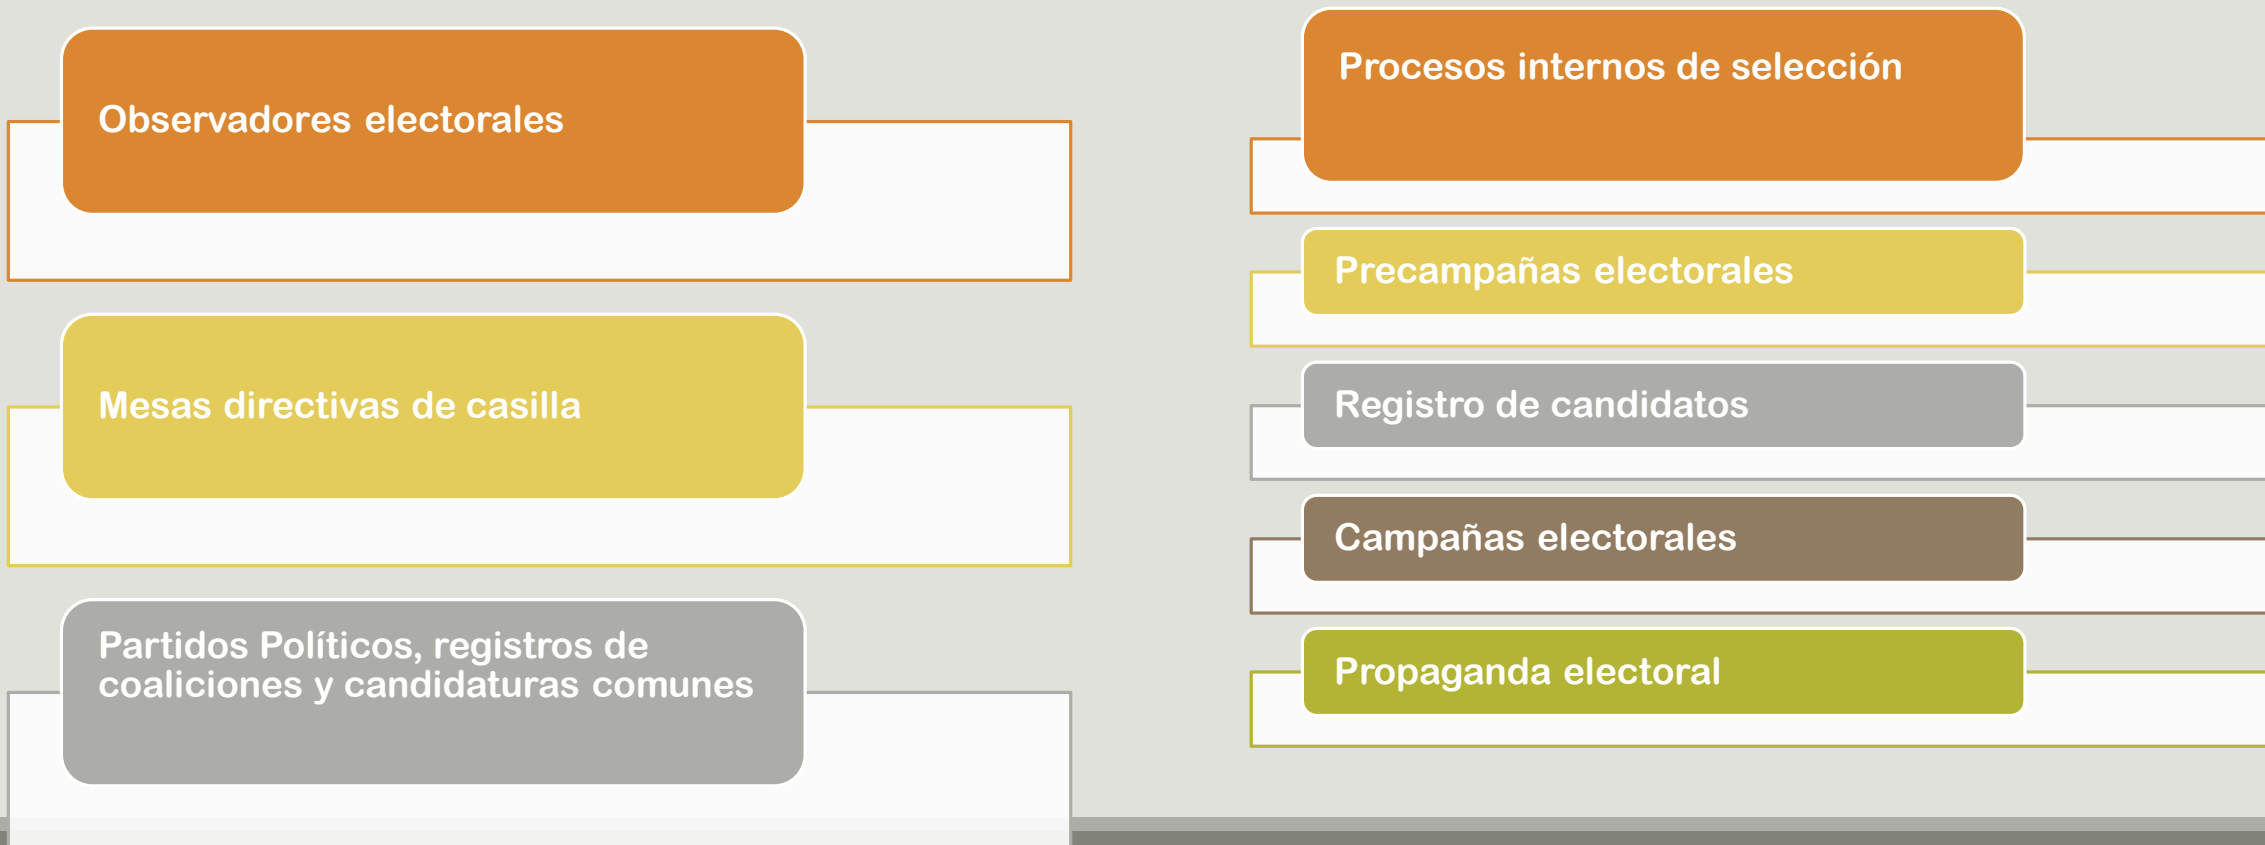 Observadores electorales
Mesas directivas de casilla
Partidos Políticos, registros de
coaliciones y candidaturas comunes
Procesos internos de selección
Precampañas electorales
Registro de candidatos
Campañas electorales
Propaganda electoral